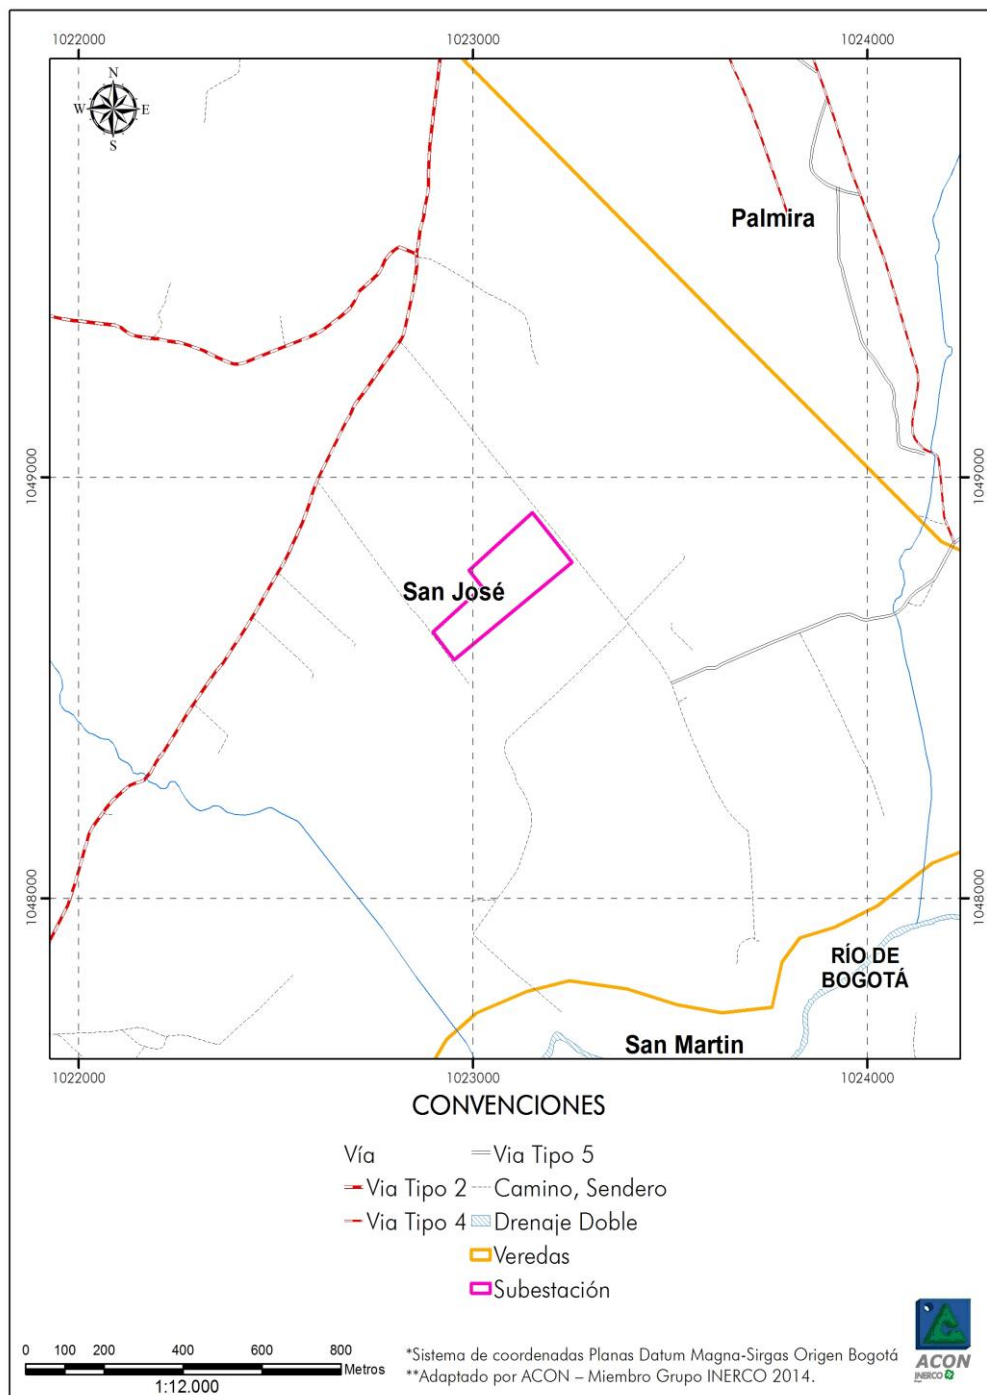 1022000
1023000
1024000
N
W
E
S
Palmira
1049000
1049000
San José
1048000
1048000
RÍO DE
BOGOTÁ
San Martin
1022000
1023000
1024000
CONVENCIONES
Vía
Via Tipo 5
Via Tipo 2
Camino, Sendero
Via Tipo 4
Drenaje Doble
Veredas
Subestación
0 100 200 400 600 800
Metros
1:12.000
*Sistema de coordenadas Planas Datum Magna-Sirgas Origen Bogotá
**Adaptado por ACON – Miembro Grupo INERCO 2014.
ACON
INERCO